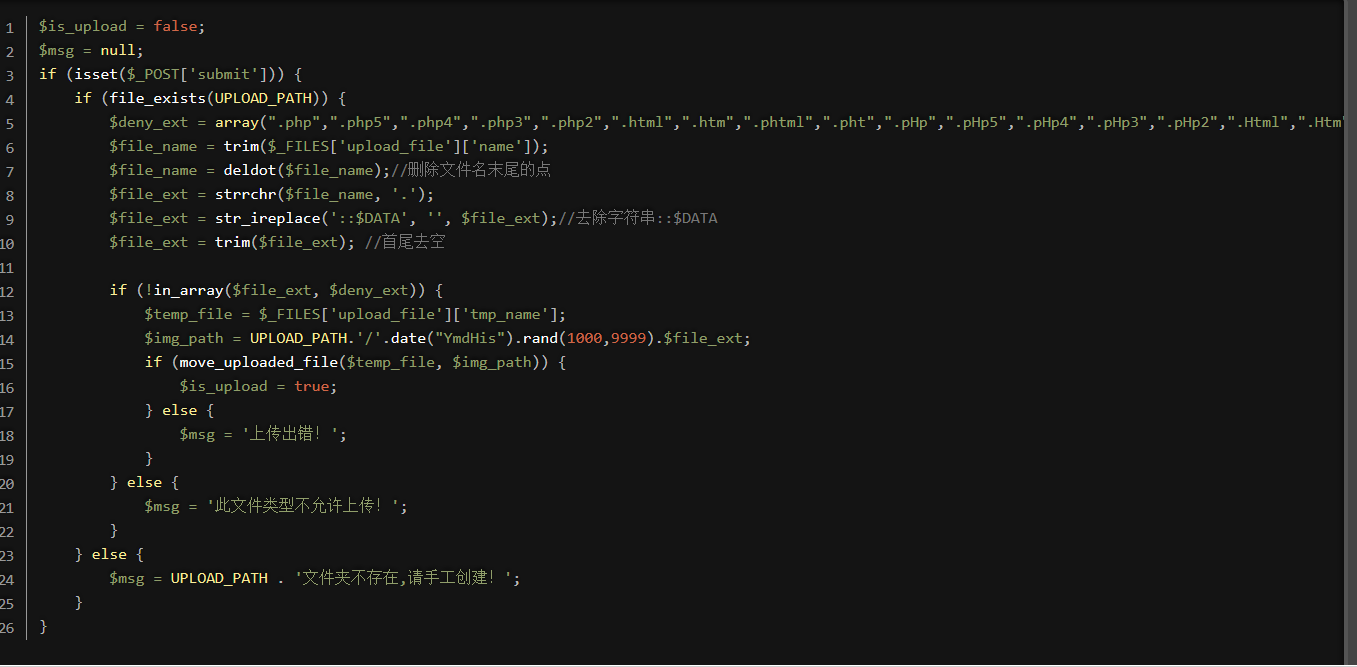 1 $is_upload = false;
2 $msg = null;
3 if (isset($_POST['submit'])) {
4 if (file_exists(UPLOAD_PATH)) {
5 $deny_ext = array(".php",".php5",".php4",".php3",".php2",".html",".htm",".phtml",".pht",".pHp",".pHp5",".pHp4",".pHp3",".pHp2",".Html",".Htm"
6 $file_name = trim($_FILES['upload_file']['name']);
7 $file_name = deldot($file_name);//删除文件名末尾的点
8 $file_ext = strrchr($file_name, '.');
9 $file_ext = str_ireplace('::$DATA', '', $file_ext);//去除字符串::$DATA
10 $file_ext = trim($file_ext); //首尾去空
11
12 if (!in_array($file_ext, $deny_ext)) {
13 $temp_file = $_FILES['upload_file']['tmp_name'];
14 $img_path = UPLOAD_PATH.'/'.date("YmdHis").rand(1000,9999).$file_ext;
15 if (move_uploaded_file($temp_file, $img_path)) {
16 $is_upload = true;
17 } else {
18 $msg = '上传出错！';
19 }
20 } else {
21 $msg = '此文件类型不允许上传！';
22 }
23 } else {
24 $msg = UPLOAD_PATH . '文件夹不存在,请手工创建！';
25 }
26 }